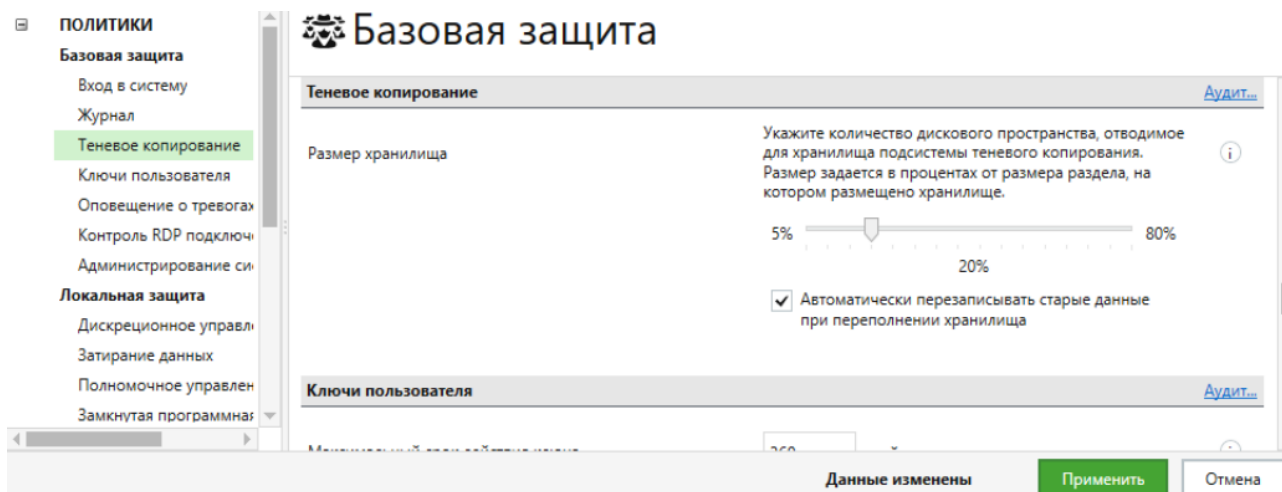 ПОЛИТИКИ
Базовая защита
Вход в систему
Журнал
Теневое копирование
Ключи пользователя
Оповещение о тревогах
Контроль RDP подключ
Администрирование си
Локальная защита
Дискреционное управл
Затирание данных
Полномочное управлен
Замкнутая программная
Базовая защита
Теневое копирование Аудит...
Размер хранилища
Укажите количество дискового пространства, отводимое
для хранилища подсистемы теневого копирования.
Размер задается в процентах от размера раздела, на
котором размещено хранилище.
5% 80%
20%
Автоматически перезаписывать старые данные
при переполнении хранилища
Ключи пользователя Аудит...
Данные изменены Применить Отмена